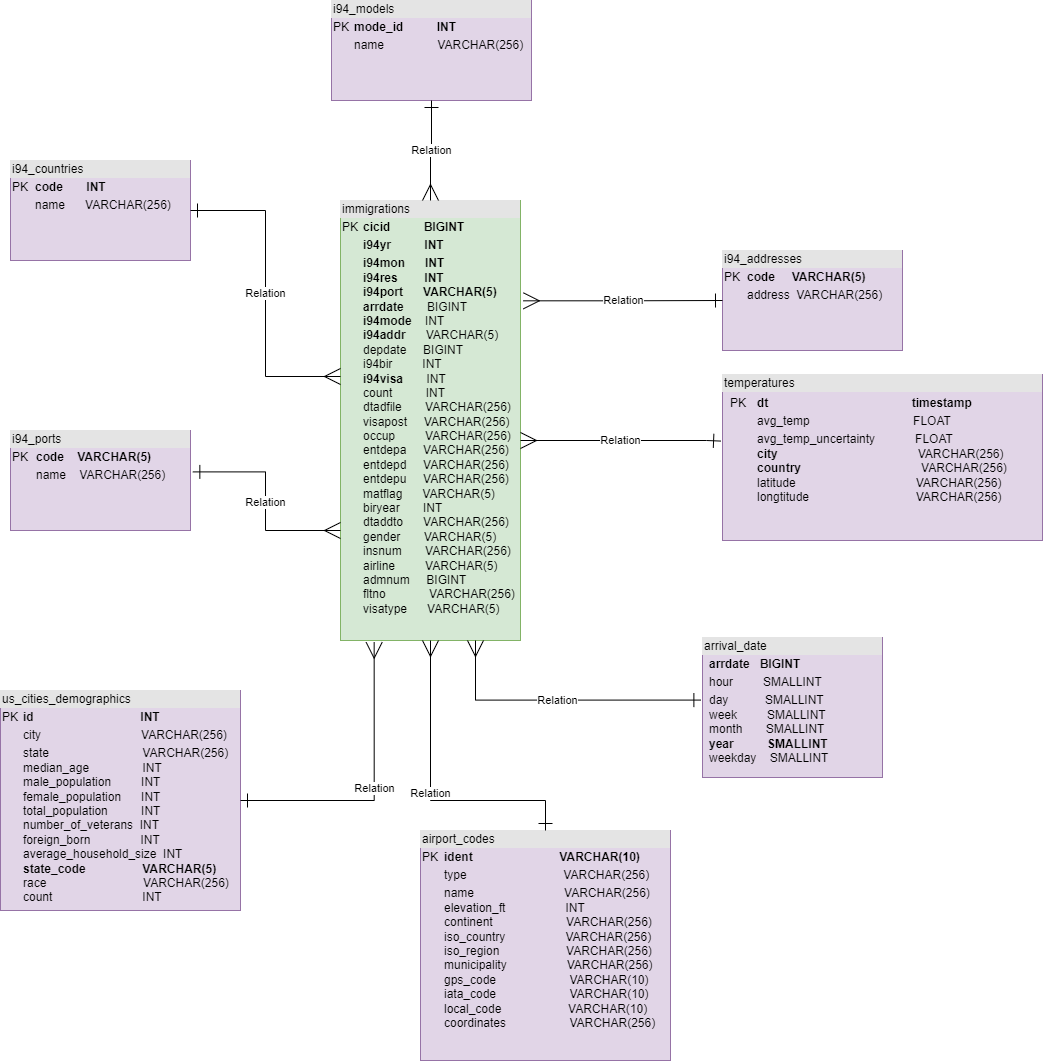 i94_models
PK mode_id INT
name VARCHAR(256)
Relation
i94_countries
PK code INT
name VARCHAR(256)
Relation
i94_ports
PK code VARCHAR(5)
name VARCHAR(256)
Relation
immigrations
PK cicid BIGINT
i94yr INT
i94mon INT
i94res INT
i94port VARCHAR(5)
arrdate BIGINT
i94mode INT
i94addr VARCHAR(5)
depdate BIGINT
i94bir INT
i94visa INT
count INT
dtadfile VARCHAR(256)
visapost VARCHAR(256)
occup VARCHAR(256)
entdepa VARCHAR(256)
entdepd VARCHAR(256)
entdepu VARCHAR(256)
matflag VARCHAR(5)
biryear INT
dtaddto VARCHAR(256)
gender VARCHAR(5)
insnum VARCHAR(256)
airline VARCHAR(5)
admnum BIGINT
fltno VARCHAR(256)
visatype VARCHAR(5)
Relation
i94_addresses
PK code VARCHAR(5)
address VARCHAR(256)
Relation
temperatures
PK dt timestamp
avg_temp FLOAT
avg_temp_uncertainty FLOAT
city VARCHAR(256)
country VARCHAR(256)
latitude VARCHAR(256)
longtitude VARCHAR(256)
Relation
arrival_date
arrdate BIGINT
hour SMALLINT
day SMALLINT
week SMALLINT
month SMALLINT
year SMALLINT
weekday SMALLINT
us_cities_demographics
PK id INT
city VARCHAR(256)
state VARCHAR(256)
median_age INT
male_population INT
female_population INT
total_population INT
number_of_veterans INT
foreign_born INT
average_household_size INT
state_code VARCHAR(5)
race VARCHAR(256)
count INT
Relation
Relation
airport_codes
PK ident VARCHAR(10)
type VARCHAR(256)
name VARCHAR(256)
elevation_ft INT
continent VARCHAR(256)
iso_country VARCHAR(256)
iso_region VARCHAR(256)
municipality VARCHAR(256)
gps_code VARCHAR(10)
iata_code VARCHAR(10)
local_code VARCHAR(10)
coordinates VARCHAR(256)